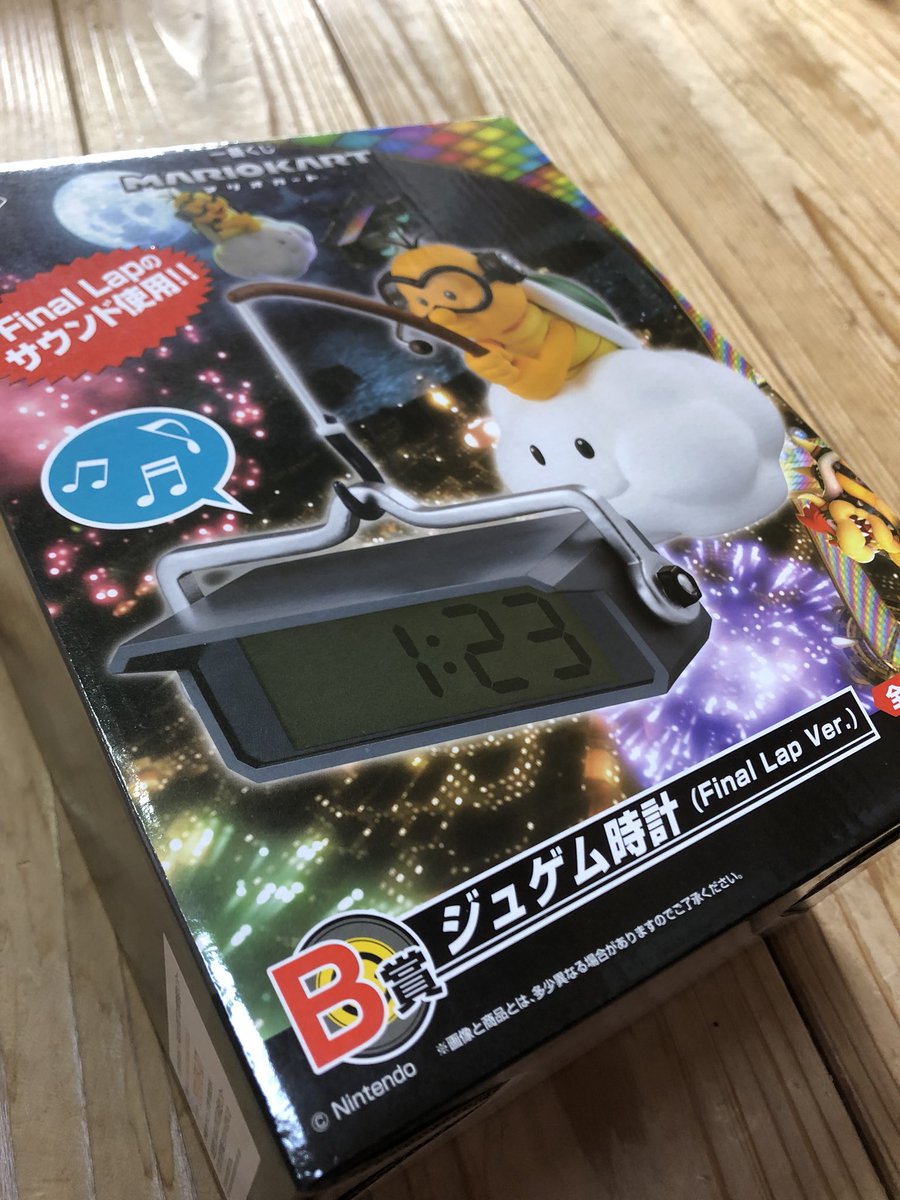 一番くじ
MARIOKART
マリオカート
Final Lapの
サウンド使用!!
1:23
全
B賞
ジュゲム時計 (Final Lap Ver.)
※画像と商品とは、多少異なる場合がありますのでご了承ください。
© Nintendo